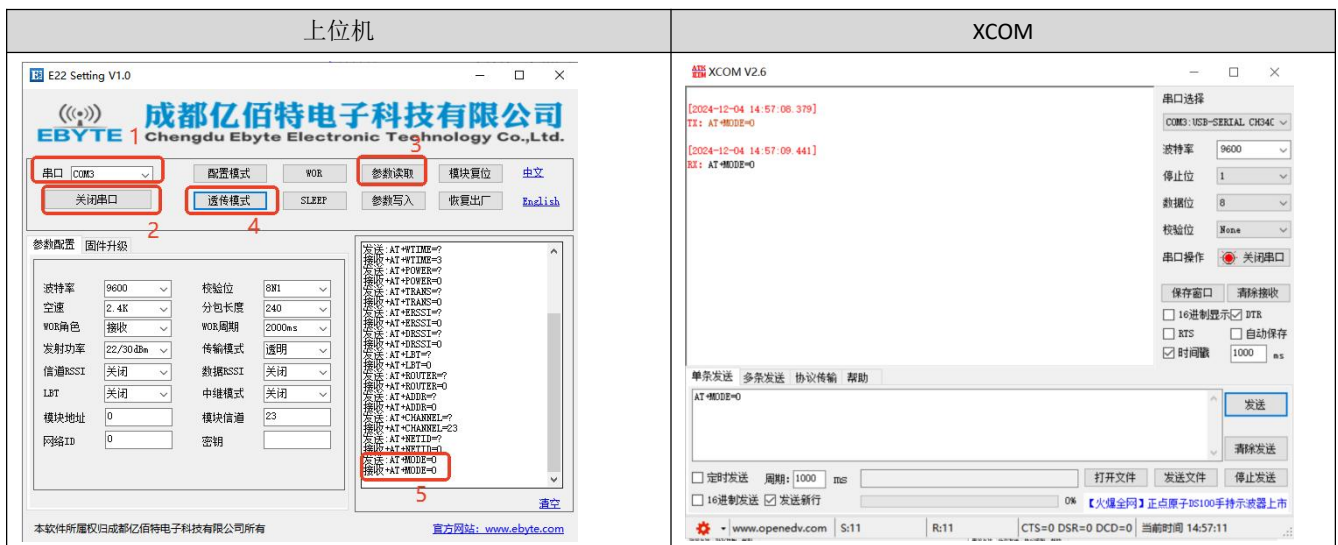 上位机
XCOM
E22 Setting V1.0
EBYTE
成都亿佰特电子科技有限公司
Chengdu Ebyte Electronic Technology Co.,Ltd.
1
3
串口 COM3
配置模式 WOR 参数读取 模块复位 中文
关闭串口 透传模式 SLEEP 参数写入 恢复出厂 English
2
4
参数配置 固件升级
波特率 9600 校验位 8N1
空速 2.4K 分包长度 240
WOR角色 接收 WOR周期 2000ms
发射功率 22/30dBm 传输模式 透明
信道RSSI 关闭 数据RSSI 关闭
LBT 关闭 中继模式 关闭
模块地址 0 模块信道 23
网络ID 0 密钥
发送:AT+WTIME=?
接收+AT+WTIME=3
发送:AT+POWER=?
接收+AT+POWER=0
发送:AT+TRANS=?
接收+AT+TRANS=0
发送:AT+ERSSI=?
接收+AT+ERSSI=0
发送:AT+DRSSI=?
接收+AT+DRSSI=0
发送:AT+LBT=?
接收+AT+LBT=0
发送:AT+ROUTER=?
接收+AT+ROUTER=0
发送:AT+ADDR=?
接收+AT+ADDR=0
发送:AT+CHANNEL=?
接收+AT+CHANNEL=23
发送:AT+NETID=?
接收+AT+NETID=0
发送:AT+MODE=0
接收+AT+MODE=0
5
清空
本软件所属权归成都亿佰特电子科技有限公司所有
官方网站：www.ebyte.com
XCOM V2.6
[2024-12-04 14:57:08.379]
TX: AT+MODE=0
[2024-12-04 14:57:09.441]
RX: AT+MODE=0
串口选择
COM3:USB-SERIAL CH34C
波特率 9600
停止位 1
数据位 8
校验位 None
串口操作 关闭串口
保存窗口 清除接收
16进制显示 DTR
RTS 自动保存
时间戳 1000 ms
单条发送 多条发送 协议传输 帮助
AT+MODE=0
发送
清除发送
定时发送 周期: 1000 ms 打开文件 发送文件 停止发送
16进制发送 发送新行 0% 【火爆全网】正点原子DS100手持示波器上市
www.openedv.com S:11 R:11 CTS=0 DSR=0 DCD=0 当前时间 14:57:11